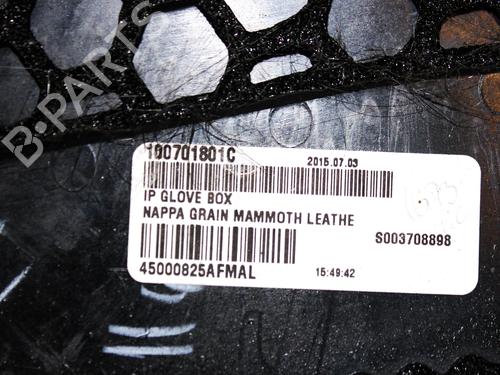 B-PARTS
100701801C
2015.07.03
IP GLOVE BOX
NAPPA GRAIN MAMMOTH LEATHE
S003708898
45000825AFMAL
15:49:42